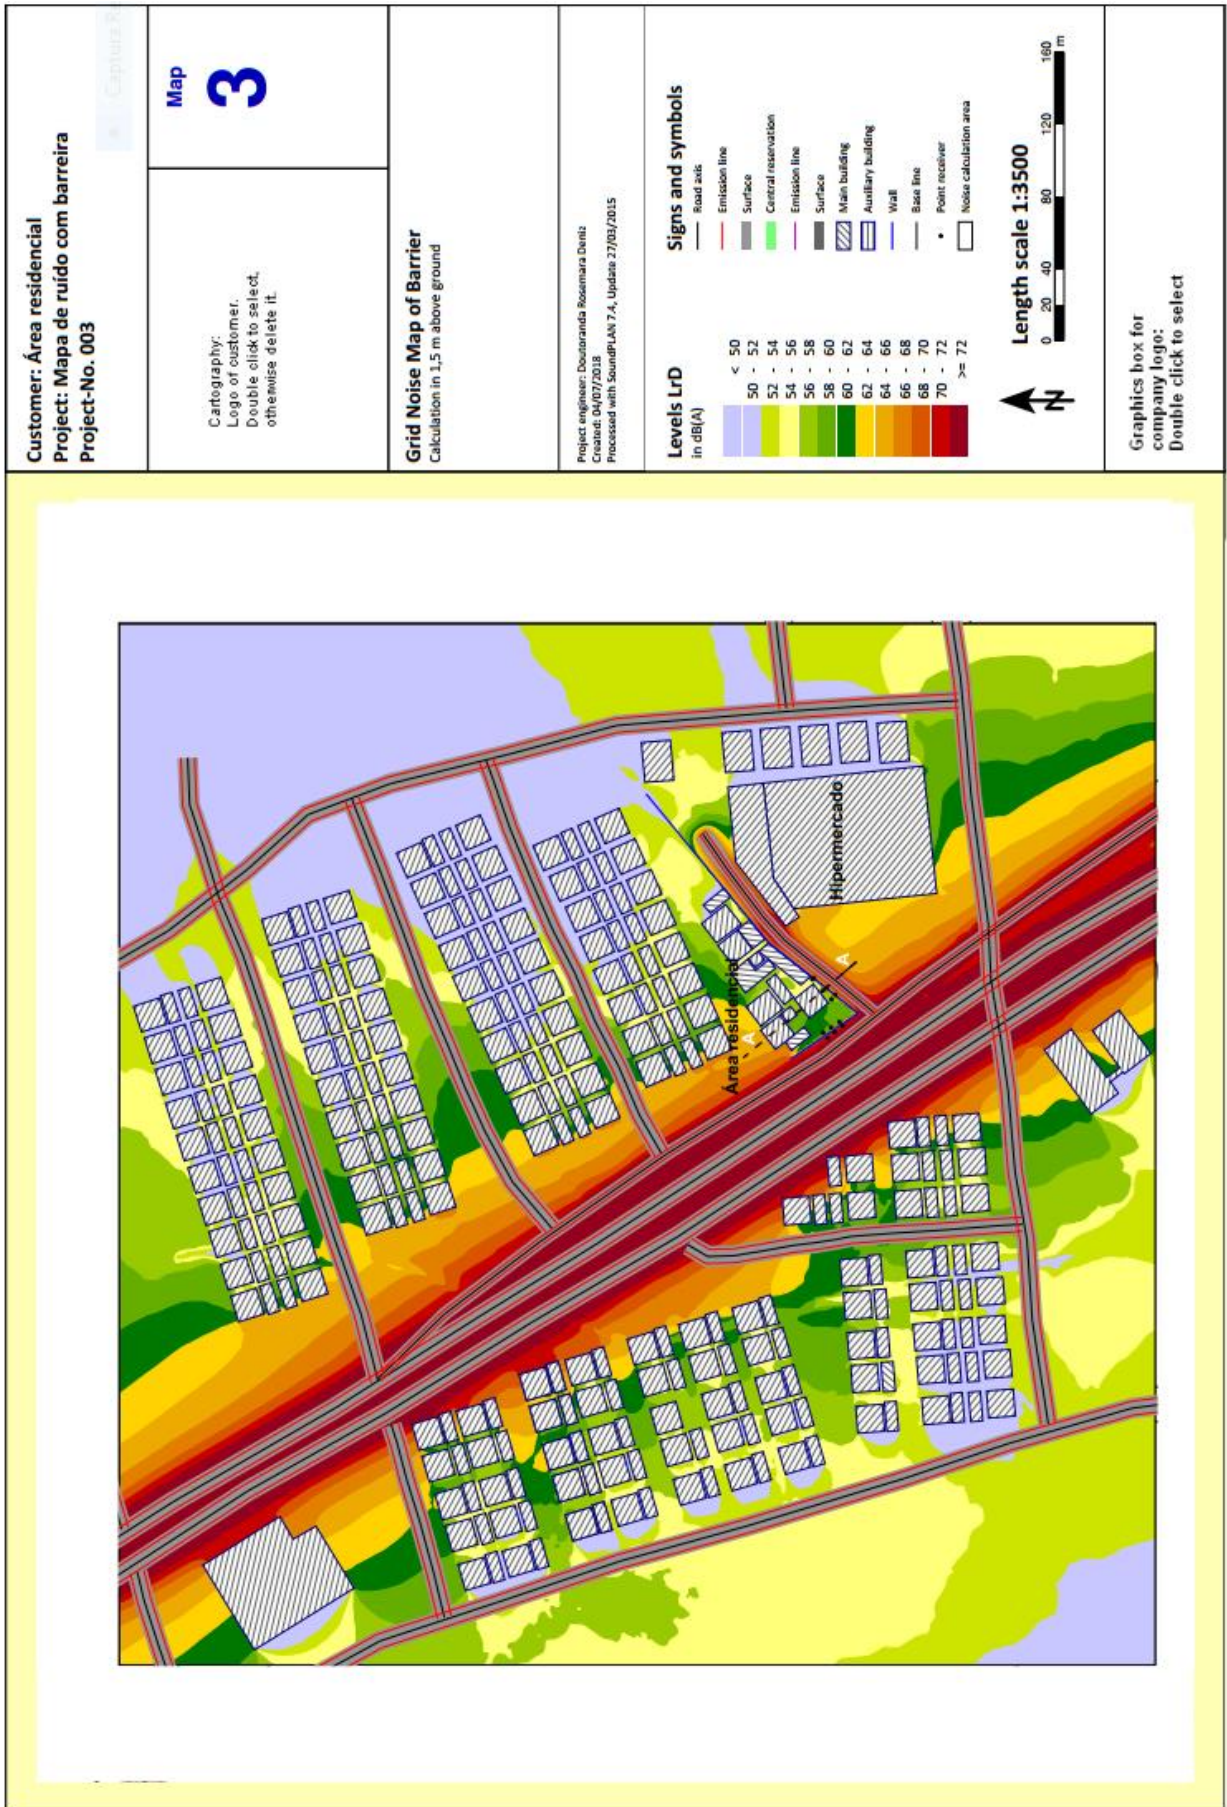 Customer: Área residencial
Project: Mapa de ruído com barreira
Project-No. 003
Captura Re
Map
3
Cartography:
Logo of customer.
Double click to select,
otherwise delete it.
Grid Noise Map of Barrier
Calculation in 1,5 m above ground
Project engineer: Doutoranda Rosemara Deniz
Created: 04/07/2018
Processed with SoundPLAN 7.4, Update 27/03/2015
Signs and symbols
Road axis
Emission line
Surface
Central reservation
Emission line
Surface
Main building
Auxiliary building
Wall
Base line
Point receiver
Noise calculation area
Levels LrD
in dB(A)
< 50
50 - 52
52 - 54
54 - 56
56 - 58
58 - 60
60 - 62
62 - 64
64 - 66
66 - 68
68 - 70
70 - 72
>= 72
N
Length scale 1:3500
0 20 40 80 120 160
m
Graphics box for
company logo:
Double click to select
Hipermercado
Área residencial
A
A